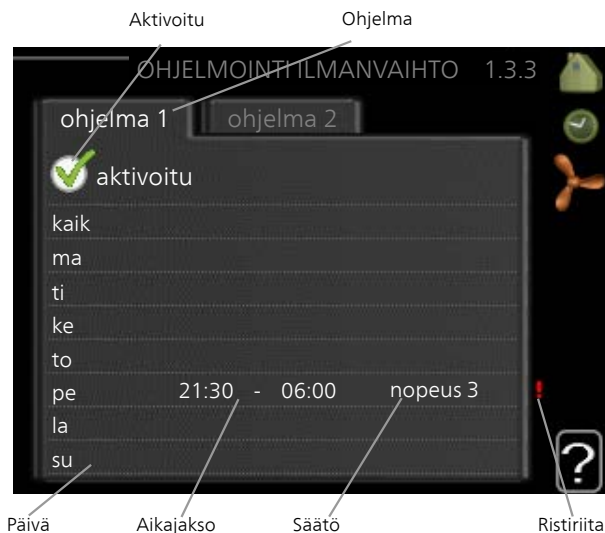 Aktivoitu Ohjelma
OHJELMOINTI ILMANVAIHTO 1.3.3
ohjelma 1 ohjelma 2
aktivoitu
kaik
ma
ti
ke
to
pe 21:30 - 06:00 nopeus 3 !
la
su
?
Päivä Aikajakso Säätö Ristiriita